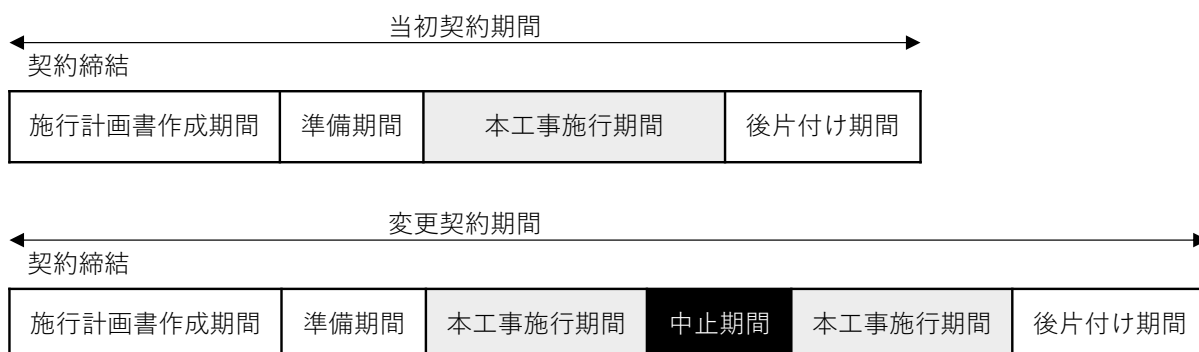 当初契約期間
契約締結
施行計画書作成期間 準備期間 本工事施行期間 後片付け期間
変更契約期間
契約締結
施行計画書作成期間 準備期間 本工事施行期間 中止期間 本工事施行期間 後片付け期間